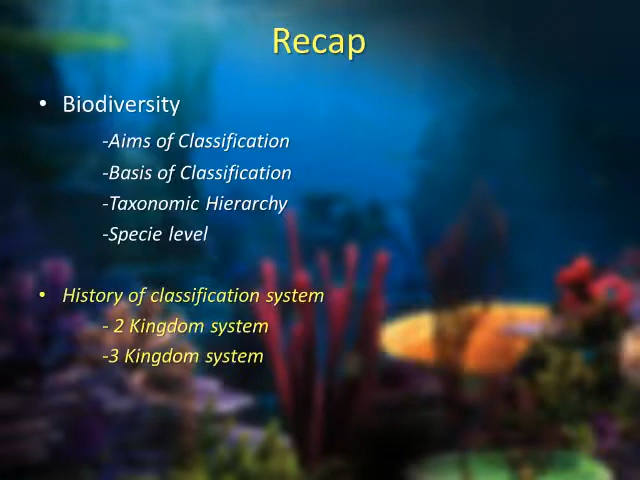 Recap
• Biodiversity
-Aims of Classification
-Basis of Classification
-Taxonomic Hierarchy
-Specie level
• History of classification system
- 2 Kingdom system
-3 Kingdom system